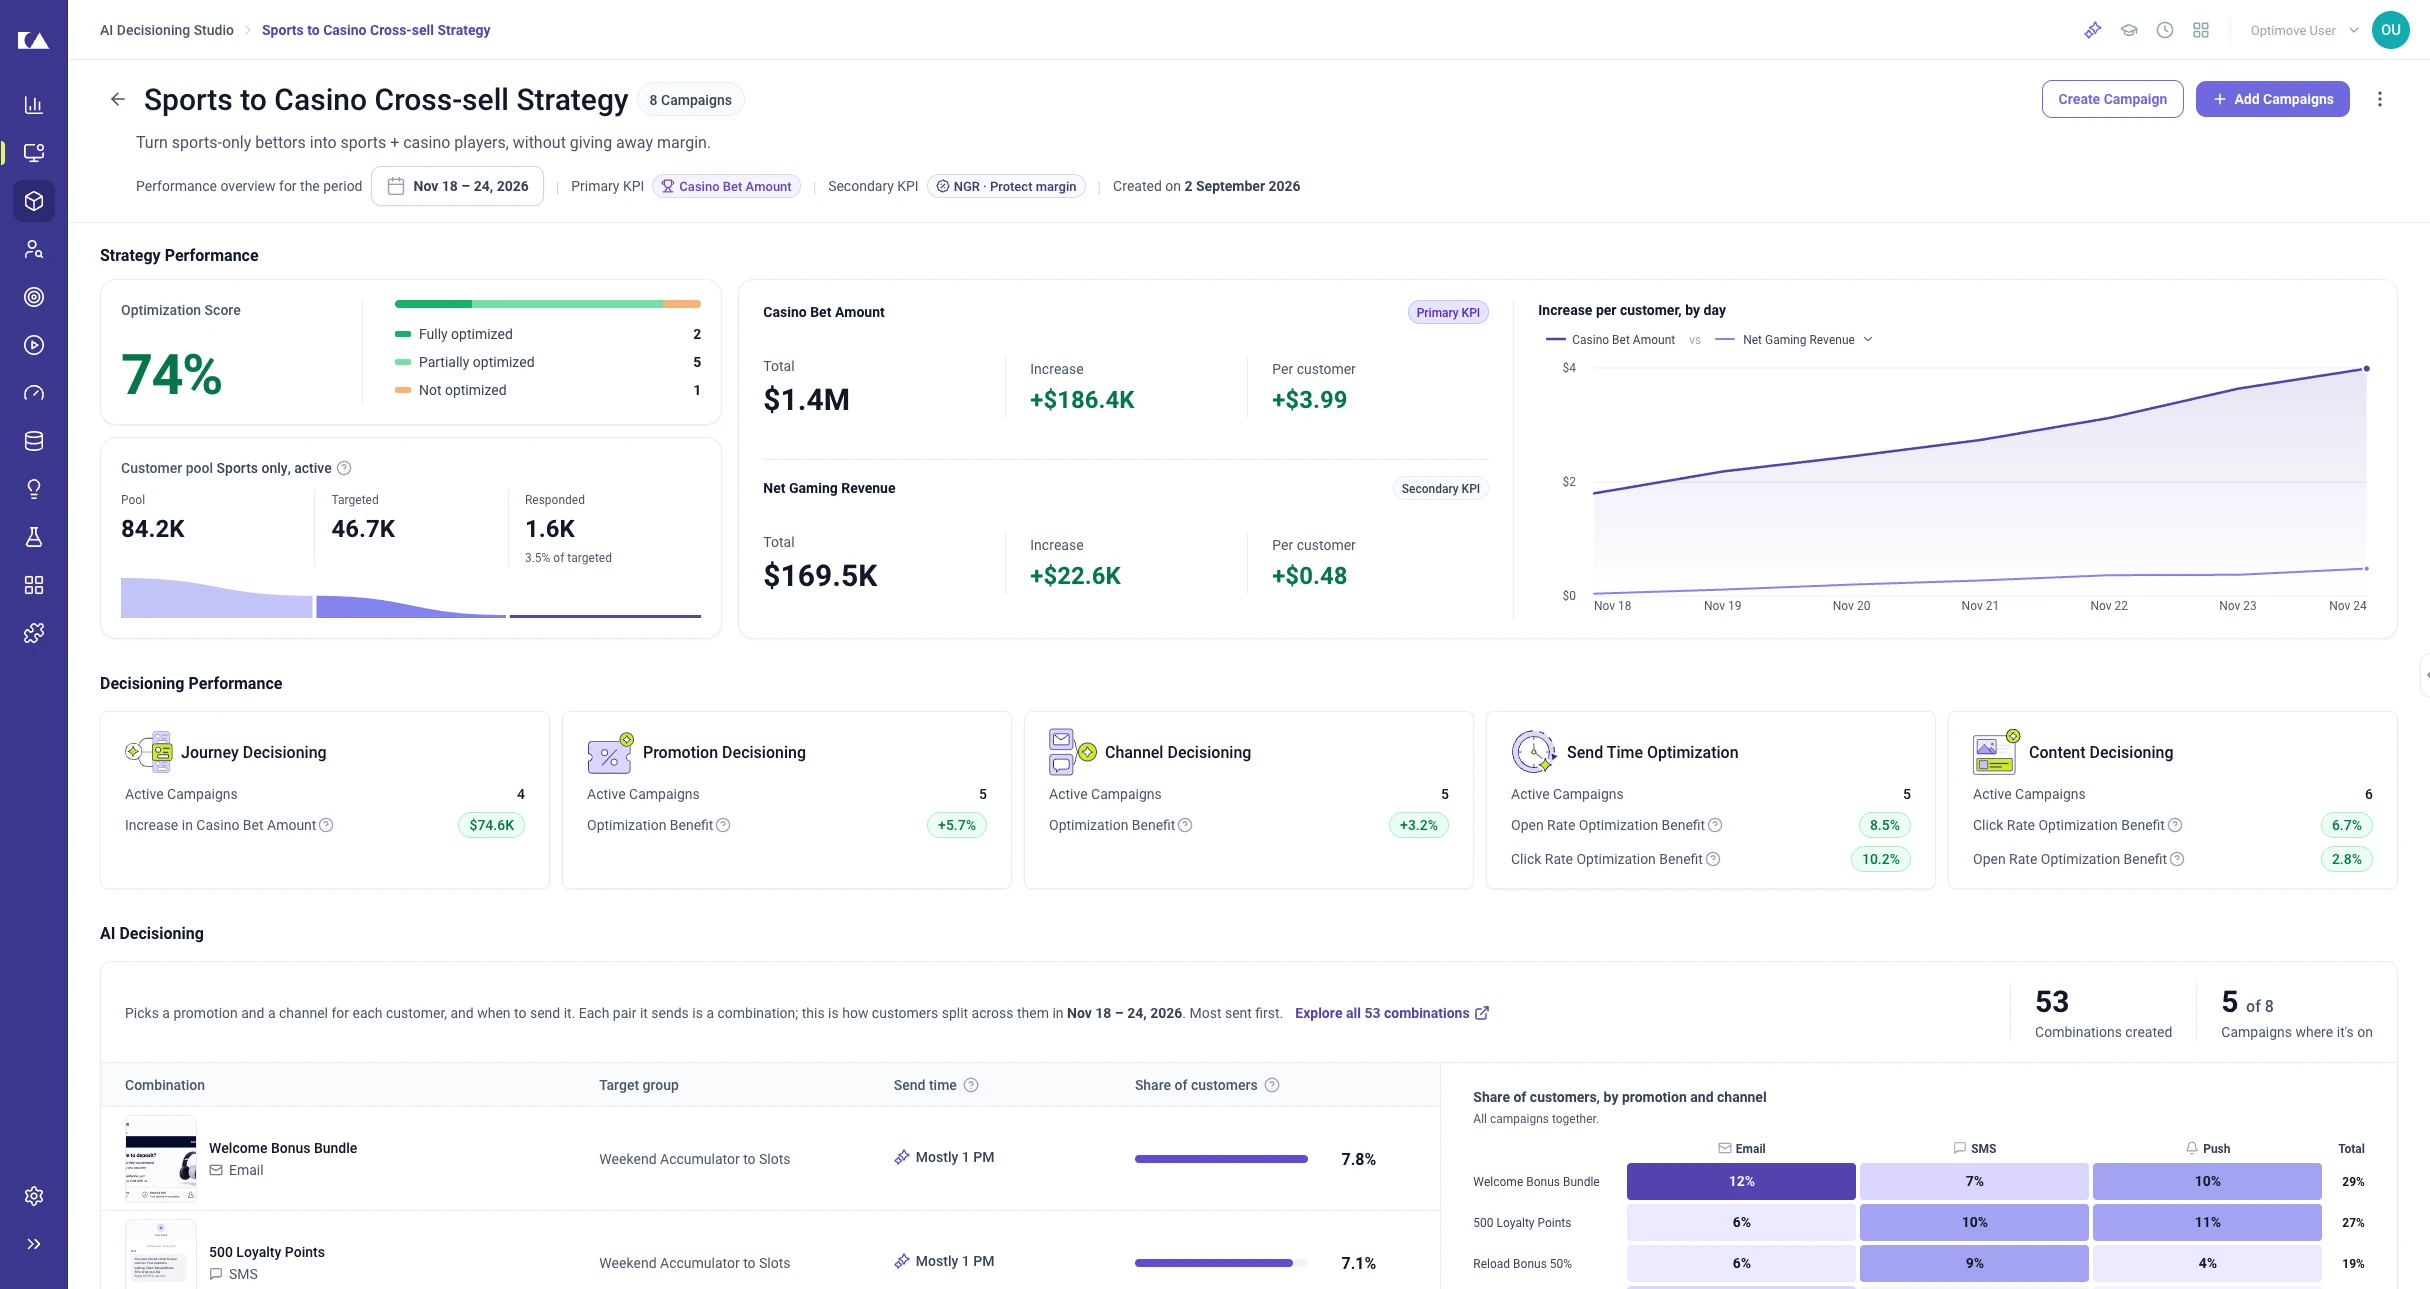 AI Decisioning Studio
Sports to Casino Cross-sell Strategy
Optimove User
OU
Sports to Casino Cross-sell Strategy
8 Campaigns
Create Campaign
+ Add Campaigns
Turn sports-only bettors into sports + casino players, without giving away margin.
Performance overview for the period
Nov 18 – 24, 2026
Primary KPI
Casino Bet Amount
Secondary KPI
NGR · Protect margin
Created on 2 September 2026
Strategy Performance
Optimization Score
74%
Fully optimized 2
Partially optimized 5
Not optimized 1
Customer pool Sports only, active
Pool
84.2K
Targeted
46.7K
Responded
1.6K
3.5% of targeted
Casino Bet Amount
Primary KPI
Total
$1.4M
Increase
+$186.4K
Per customer
+$3.99
Net Gaming Revenue
Secondary KPI
Total
$169.5K
Increase
+$22.6K
Per customer
+$0.48
Increase per customer, by day
Casino Bet Amount vs Net Gaming Revenue
$4
$2
$0
Nov 18 Nov 19 Nov 20 Nov 21 Nov 22 Nov 23 Nov 24
Decisioning Performance
Journey Decisioning
Active Campaigns 4
Increase in Casino Bet Amount $74.6K
Promotion Decisioning
Active Campaigns 5
Optimization Benefit +5.7%
Channel Decisioning
Active Campaigns 5
Optimization Benefit +3.2%
Send Time Optimization
Active Campaigns 5
Open Rate Optimization Benefit 8.5%
Click Rate Optimization Benefit 10.2%
Content Decisioning
Active Campaigns 6
Click Rate Optimization Benefit 6.7%
Open Rate Optimization Benefit 2.8%
AI Decisioning
Picks a promotion and a channel for each customer, and when to send it. Each pair it sends is a combination; this is how customers split across them in Nov 18 – 24, 2026. Most sent first. Explore all 53 combinations
53
Combinations created
5 of 8
Campaigns where it's on
Combination Target group Send time Share of customers
Welcome Bonus Bundle
Email
Weekend Accumulator to Slots
Mostly 1 PM
7.8%
500 Loyalty Points
SMS
Weekend Accumulator to Slots
Mostly 1 PM
7.1%
Share of customers, by promotion and channel
All campaigns together.
Email SMS Push Total
Welcome Bonus Bundle 12% 7% 10% 29%
500 Loyalty Points 6% 10% 11% 27%
Reload Bonus 50% 6% 9% 4% 19%